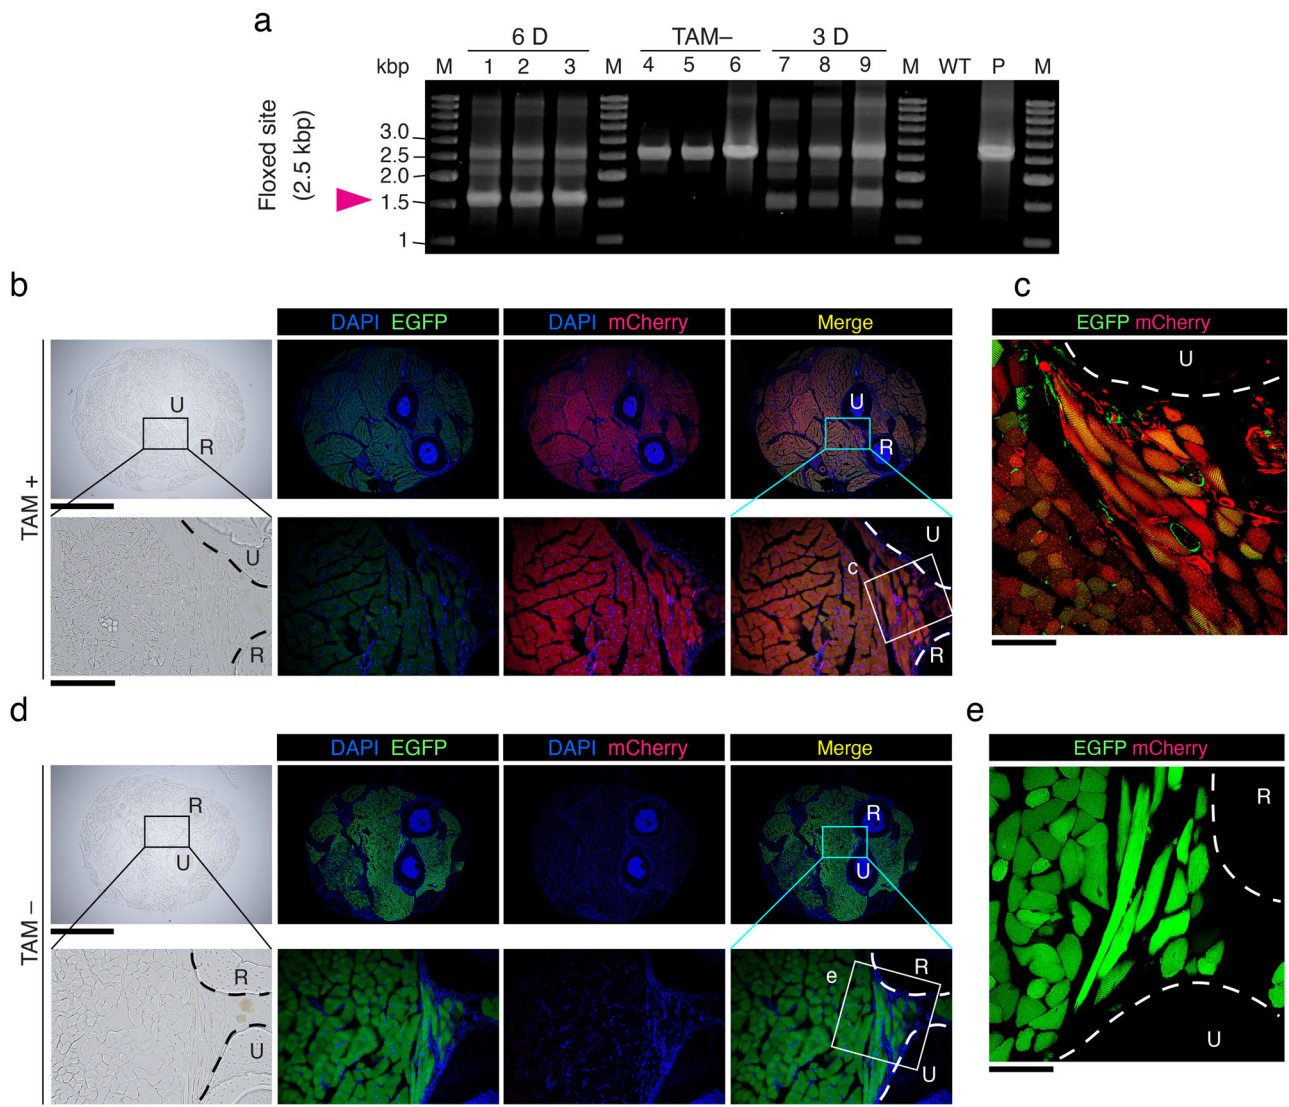 a
6 D TAM– 3 D
kbp M 1 2 3 M 4 5 6 7 8 9 M WT P M
Floxed site
(2.5 kbp)
3.0
2.5
2.0
1.5
1
b
DAPI EGFP DAPI mCherry Merge
TAM +
U
R
U
R
U
R
U
c
R
c
EGFP mCherry
U
d
DAPI EGFP DAPI mCherry Merge
TAM –
R
U
R
U
R
U
R
e
U
e
EGFP mCherry
R
U